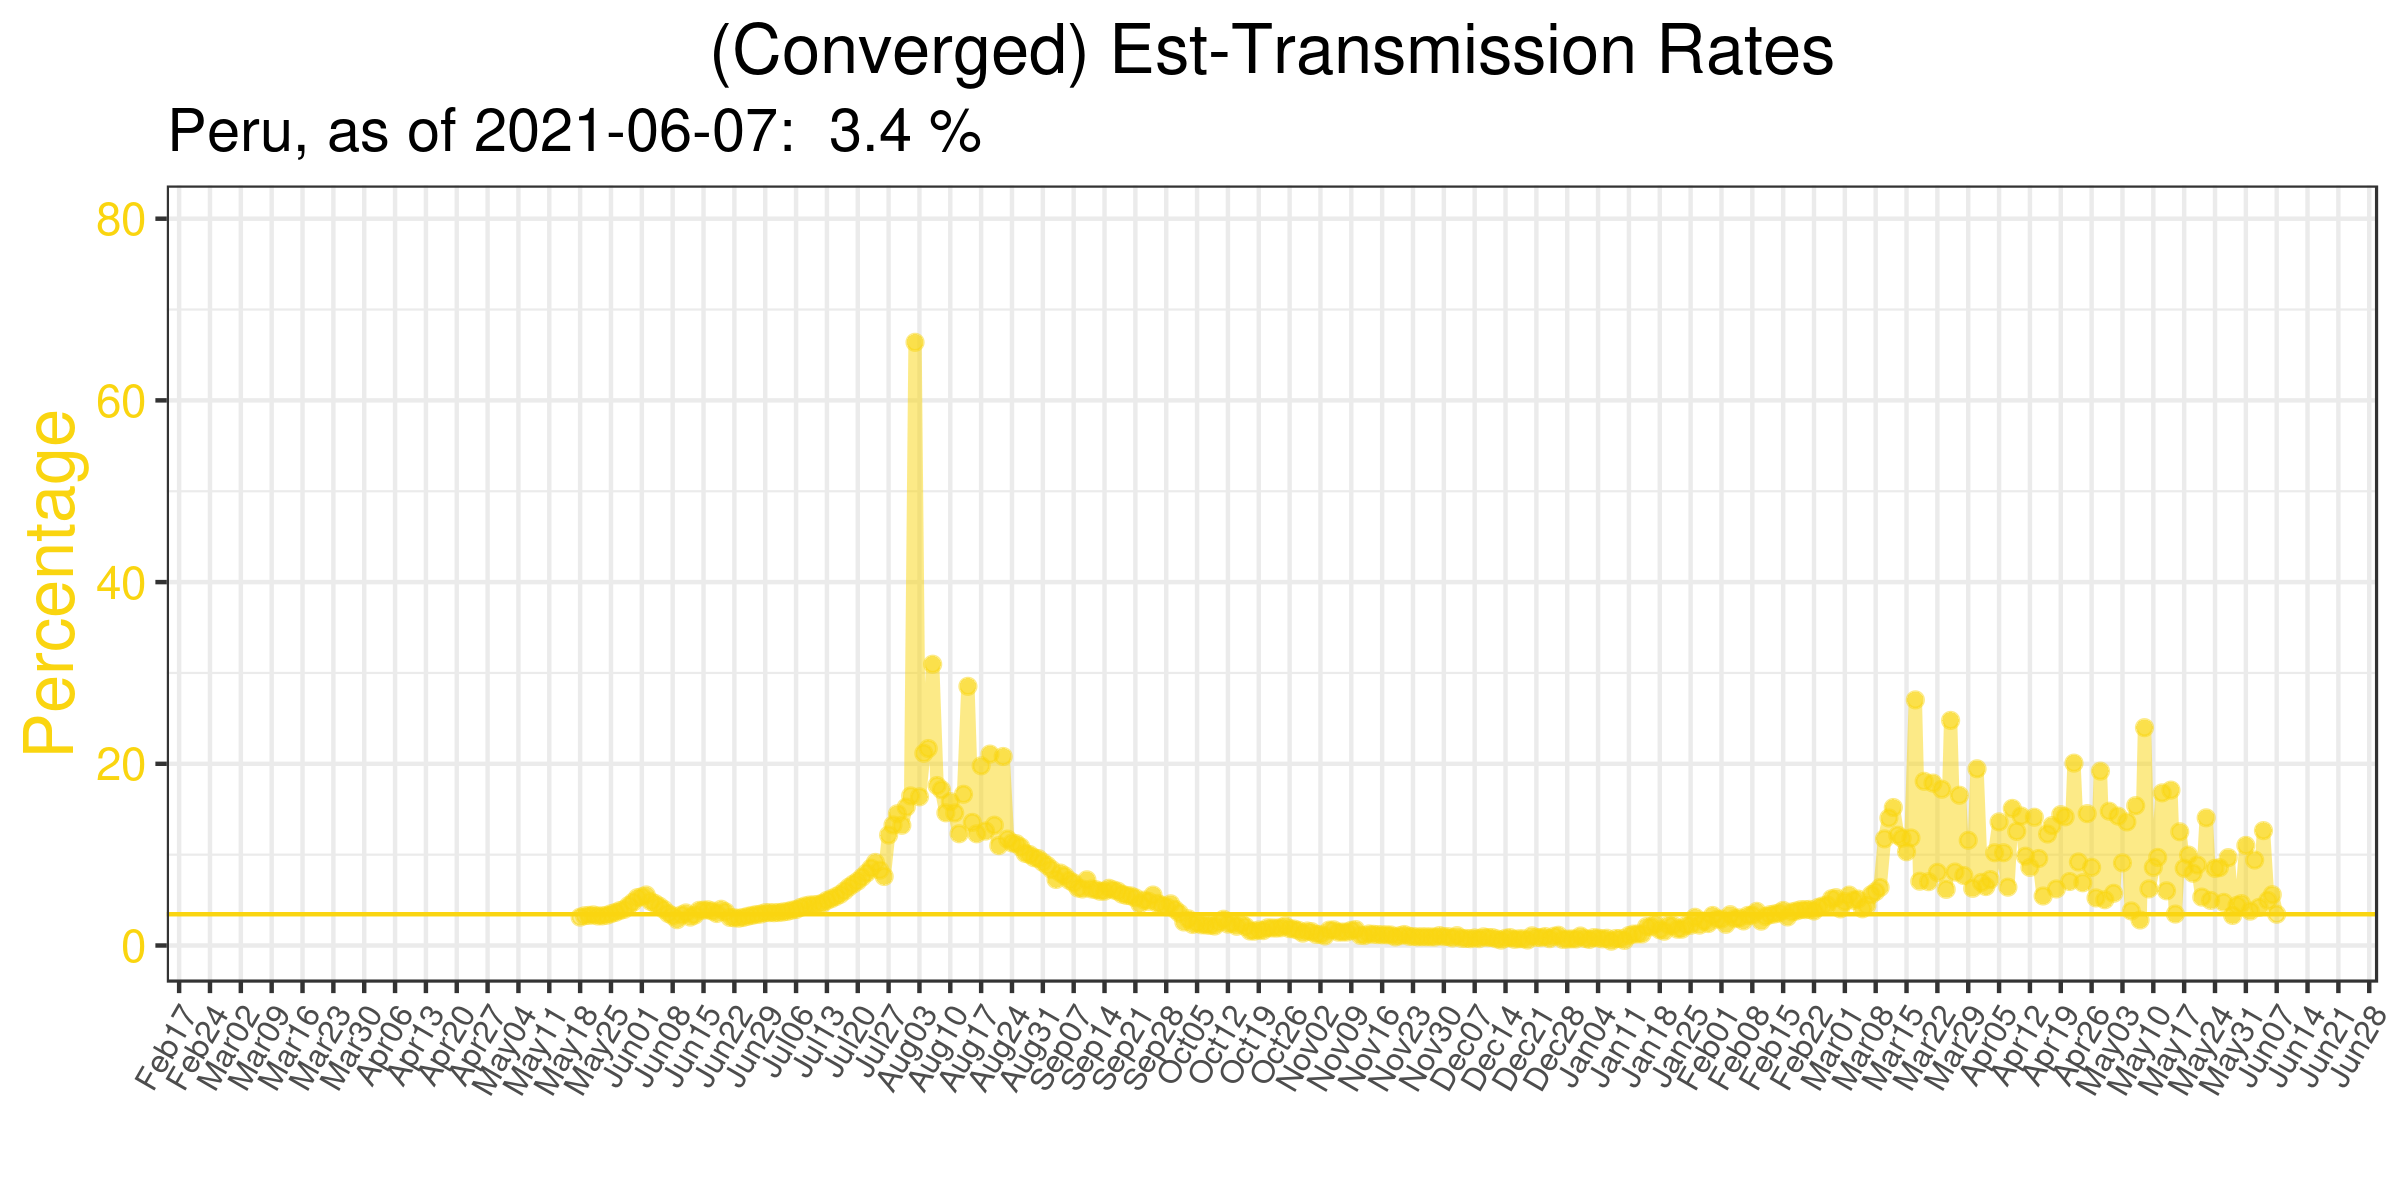 (Converged) Est-Transmission Rates
Peru, as of 2021-06-07:  3.4 %
Percentage
80
60
40
20
0
Feb17
Feb24
Mar02
Mar09
Mar16
Mar23
Mar30
Apr06
Apr13
Apr20
Apr27
May04
May11
May18
May25
Jun01
Jun08
Jun15
Jun22
Jun29
Jul06
Jul13
Jul20
Jul27
Aug03
Aug10
Aug17
Aug24
Aug31
Sep07
Sep14
Sep21
Sep28
Oct05
Oct12
Oct19
Oct26
Nov02
Nov09
Nov16
Nov23
Nov30
Dec07
Dec14
Dec21
Dec28
Jan04
Jan11
Jan18
Jan25
Feb01
Feb08
Feb15
Feb22
Mar01
Mar08
Mar15
Mar22
Mar29
Apr05
Apr12
Apr19
Apr26
May03
May10
May17
May24
May31
Jun07
Jun14
Jun21
Jun28